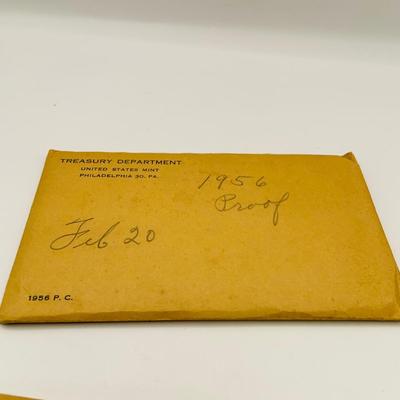 TREASURY DEPARTMENT
UNITED STATES MINT
PHILADELPHIA 30, PA.
1956
Proof
Feb 20
1956 P. C.